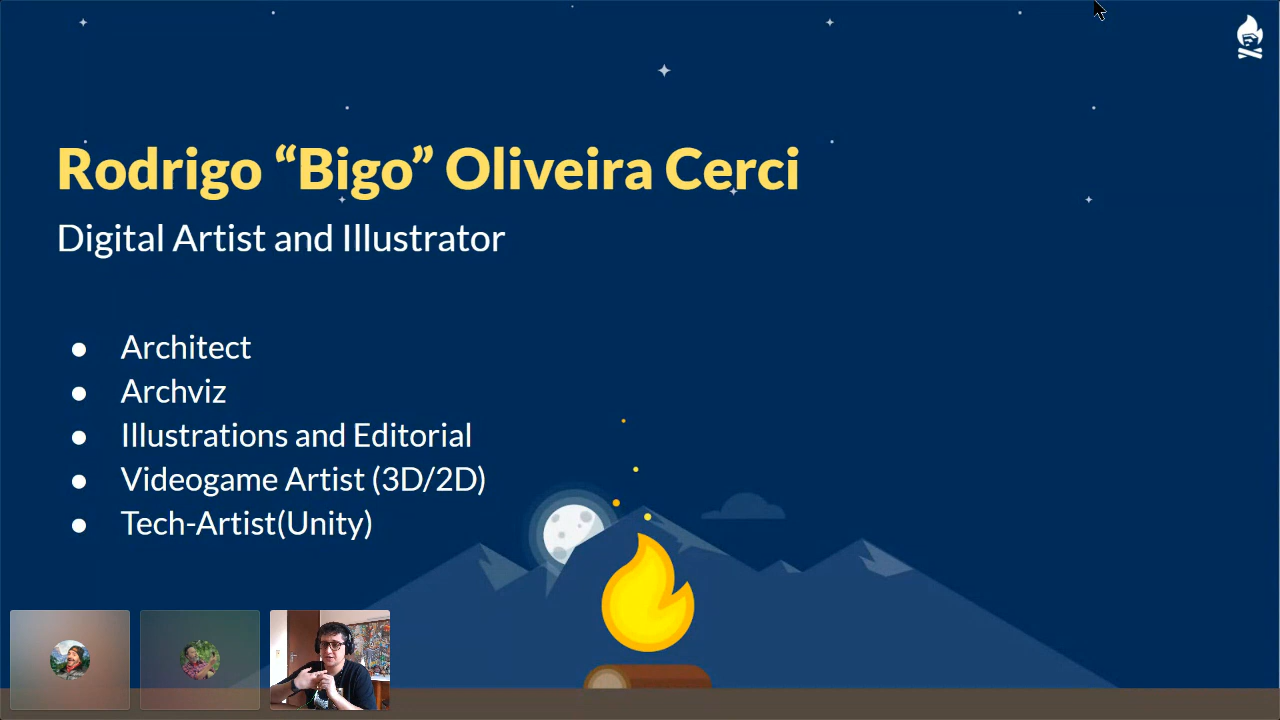 Rodrigo “Bigo” Oliveira Cerci
Digital Artist and Illustrator
● Architect
● Archviz
● Illustrations and Editorial
● Videogame Artist (3D/2D)
● Tech-Artist(Unity)